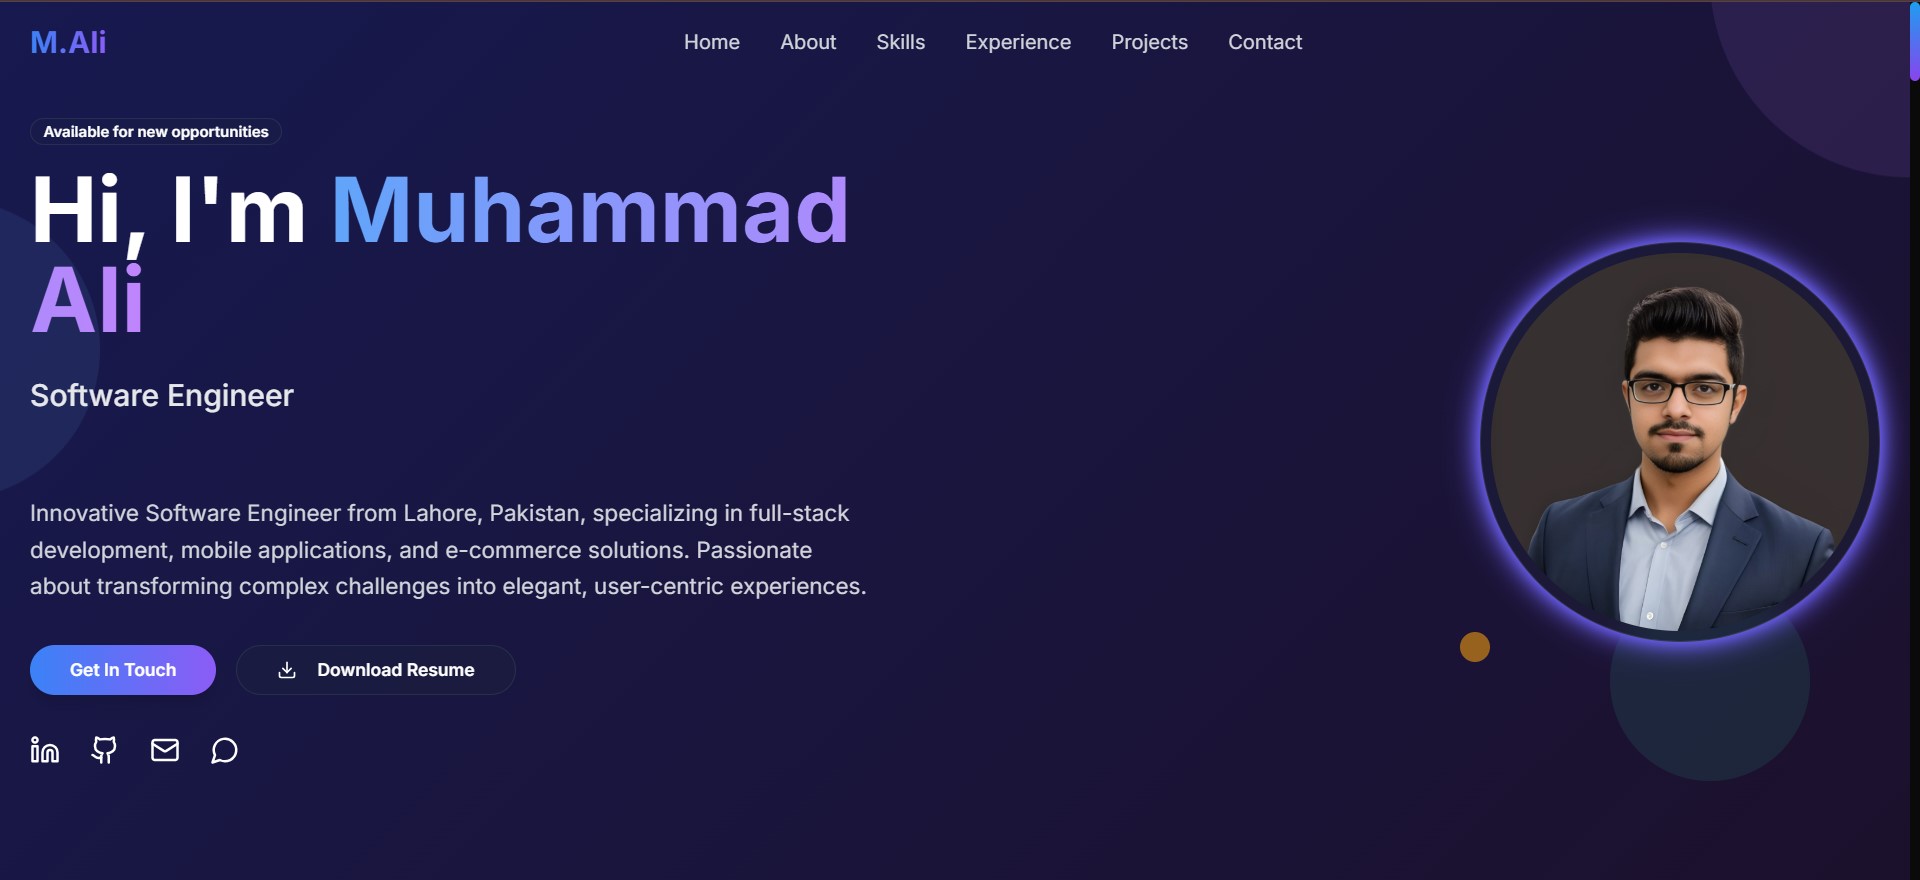 M.Ali
Home
About
Skills
Experience
Projects
Contact
Available for new opportunities
Hi, I'm Muhammad
Ali
Software Engineer
Innovative Software Engineer from Lahore, Pakistan, specializing in full-stack
development, mobile applications, and e-commerce solutions. Passionate
about transforming complex challenges into elegant, user-centric experiences.
Get In Touch
Download Resume